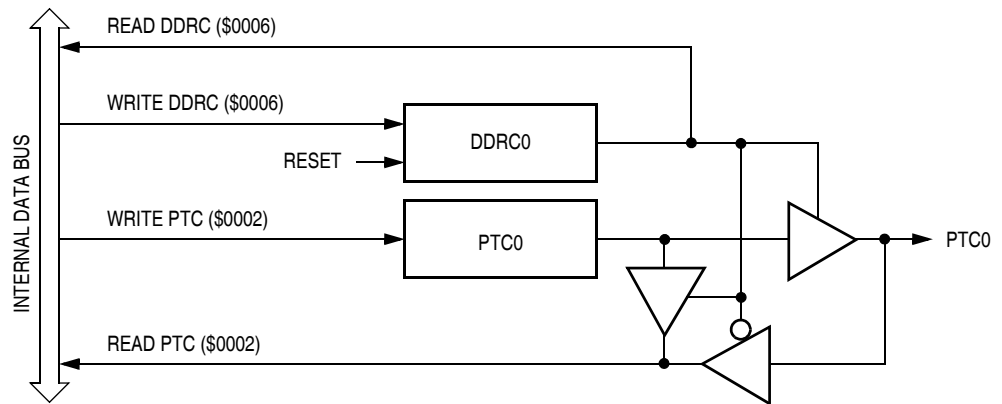 READ DDRC ($0006)
WRITE DDRC ($0006)
DDRC0
RESET
WRITE PTC ($0002)
PTC0
PTC0
INTERNAL DATA BUS
READ PTC ($0002)